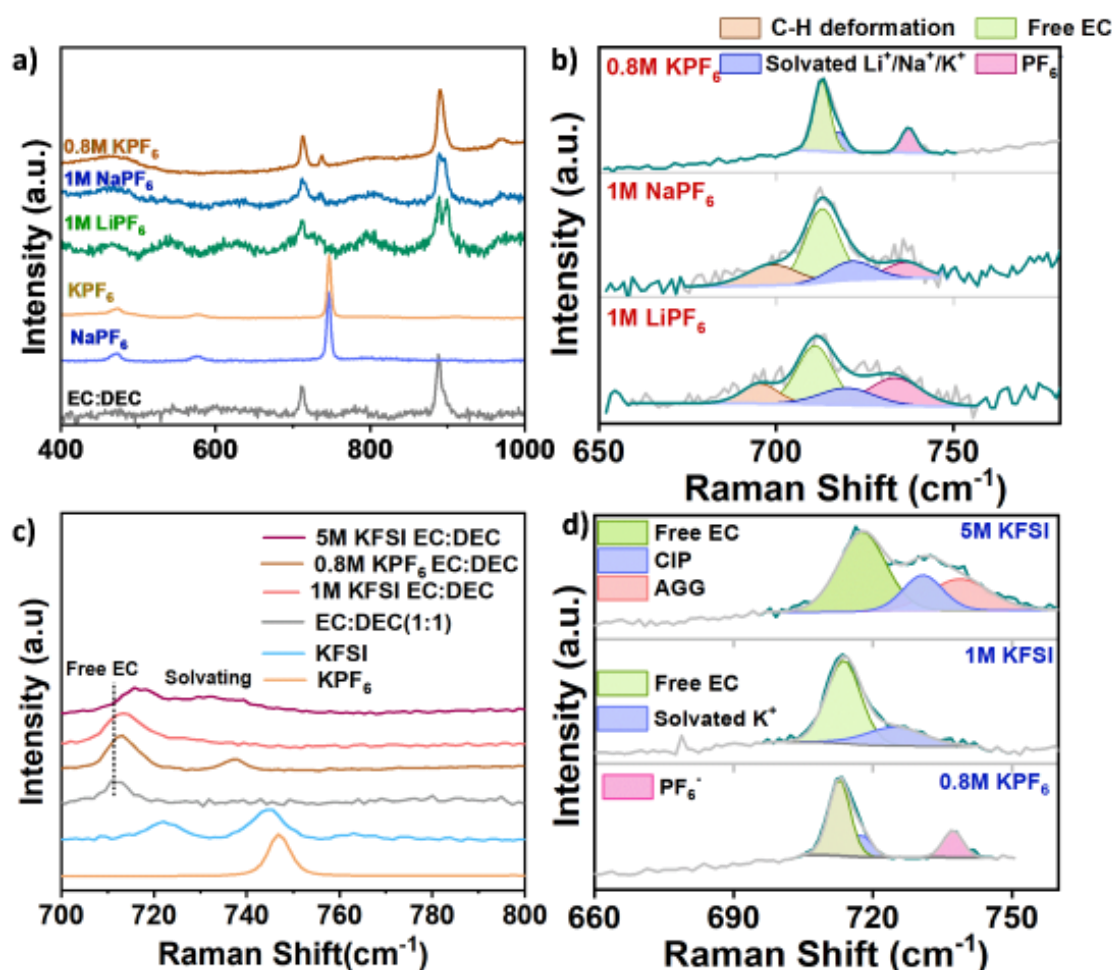 a)
Intensity (a.u.)
0.8M KPF6
1M NaPF6
1M LiPF6
KPF6
NaPF6
EC:DEC
400 600 800 1000
b)
C-H deformation Free EC
Solvated Li+/Na+/K+ PF6
0.8M KPF6
1M NaPF6
1M LiPF6
Intensity (a.u.)
650 700 750
Raman Shift (cm-1)
c)
5M KFSI EC:DEC
0.8M KPF6 EC:DEC
1M KFSI EC:DEC
EC:DEC(1:1)
KFSI
KPF6
Free EC Solvating
Intensity (a.u)
700 720 740 760 780 800
Raman Shift(cm-1)
d)
Free EC
CIP
AGG
5M KFSI
Free EC
Solvated K+
1M KFSI
PF6-
0.8M KPF6
Intensity (a.u.)
660 690 720 750
Raman Shift (cm-1)